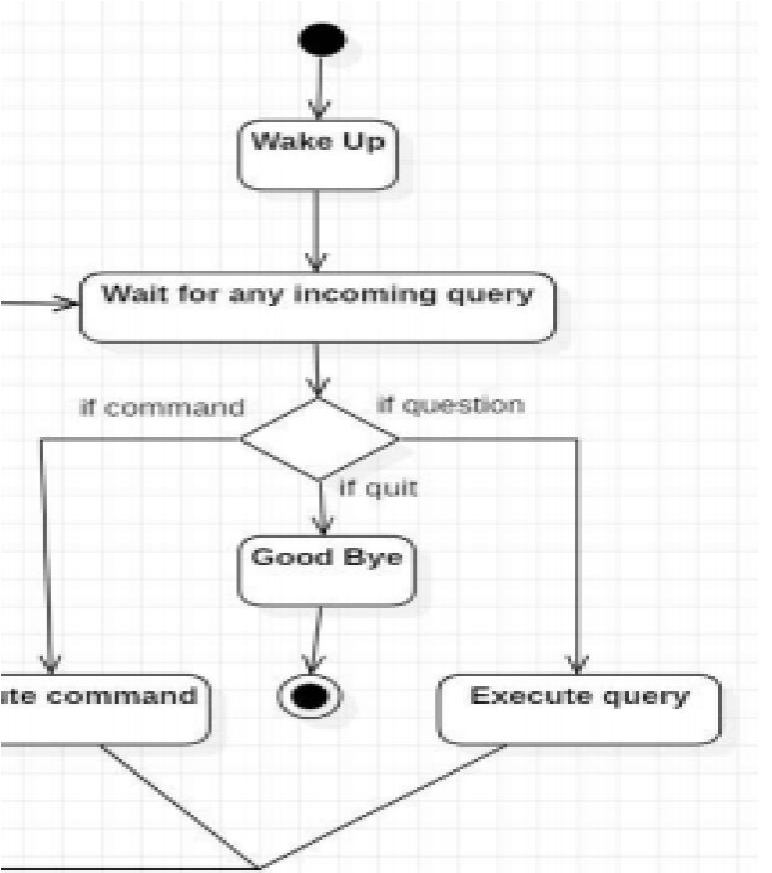 Wake Up
Wait for any incoming query
if command
if question
if quit
Good Bye
ute command
Execute query